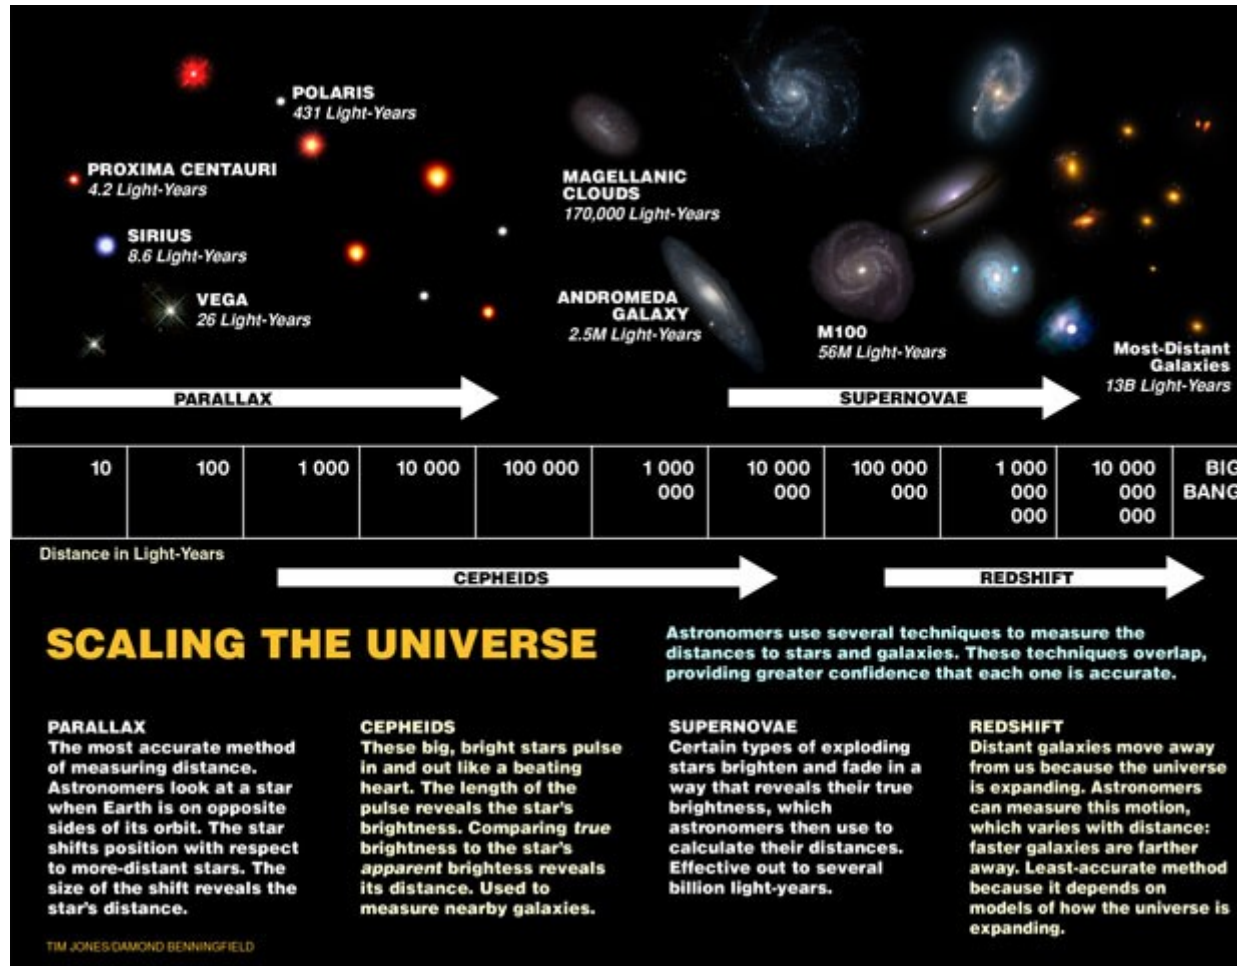 POLARIS
431 Light-Years
PROXIMA CENTAURI
4.2 Light-Years
SIRIUS
8.6 Light-Years
VEGA
26 Light-Years
MAGELLANIC
CLOUDS
170,000 Light-Years
ANDROMEDA
GALAXY
2.5M Light-Years
M100
56M Light-Years
Most-Distant
Galaxies
13B Light-Years
PARALLAX
SUPERNOVAE
10
100
1 000
10 000
100 000
1 000
000
10 000
000
100 000
000
1 000
000
000
10 000
000
000
BIG
BANG
Distance in Light-Years
CEPHEIDS
REDSHIFT
SCALING THE UNIVERSE
Astronomers use several techniques to measure the
distances to stars and galaxies. These techniques overlap,
providing greater confidence that each one is accurate.
PARALLAX
The most accurate method
of measuring distance.
Astronomers look at a star
when Earth is on opposite
sides of its orbit. The star
shifts position with respect
to more-distant stars. The
size of the shift reveals the
star's distance.
CEPHEIDS
These big, bright stars pulse
in and out like a beating
heart. The length of the
pulse reveals the star's
brightness. Comparing true
brightness to the star's
apparent brightess reveals
its distance. Used to
measure nearby galaxies.
SUPERNOVAE
Certain types of exploding
stars brighten and fade in a
way that reveals their true
brightness, which
astronomers then use to
calculate their distances.
Effective out to several
billion light-years.
REDSHIFT
Distant galaxies move away
from us because the universe
is expanding. Astronomers
can measure this motion,
which varies with distance:
faster galaxies are farther
away. Least-accurate method
because it depends on
models of how the universe is
expanding.
TIM JONES/DAMOND BENNINGFIELD